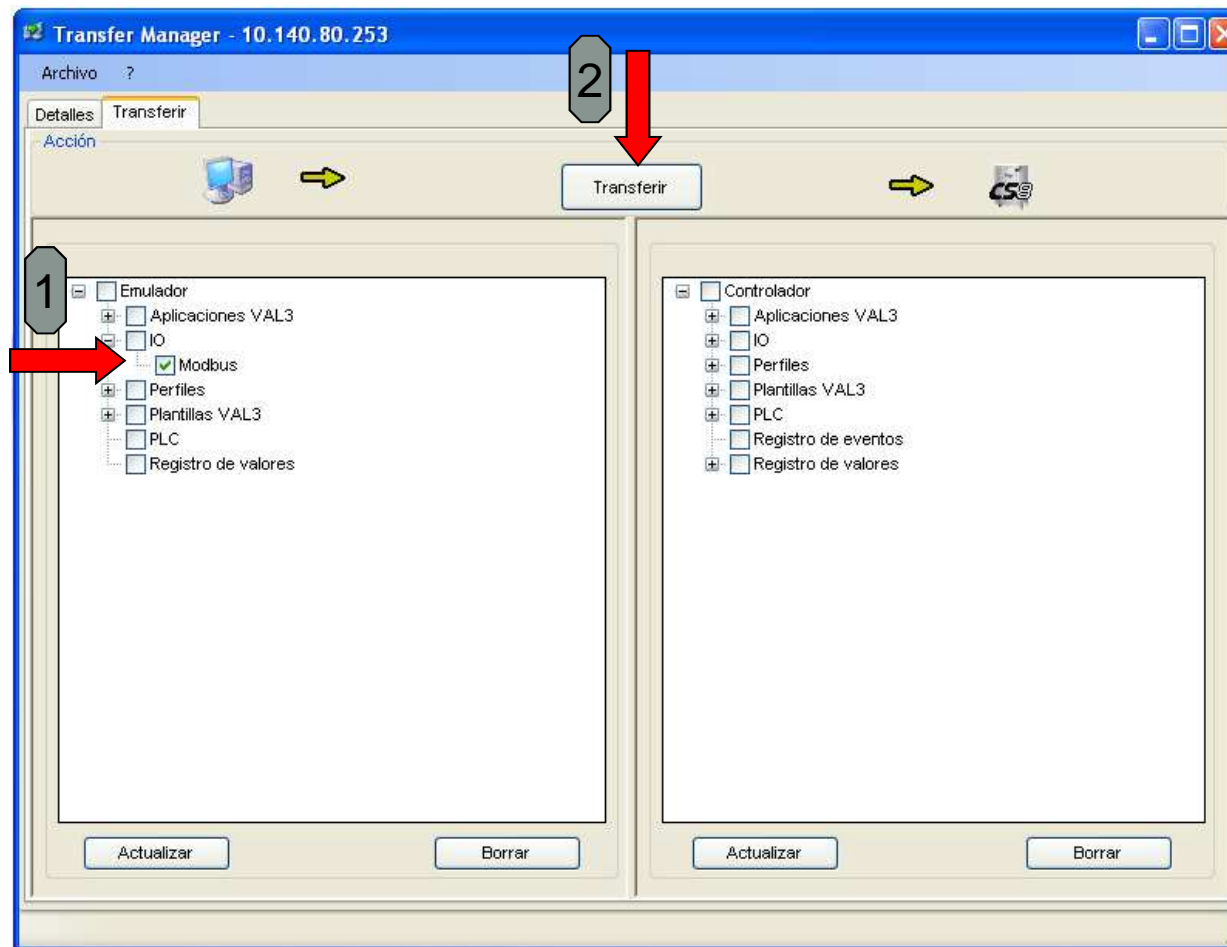 Transfer Manager - 10.140.80.253
Archivo ?
2
Detalles Transferir
Acción
Transferir
CS8
1
Emulador
Aplicaciones VAL3
IO
Modbus
Perfiles
Plantillas VAL3
PLC
Registro de valores
Actualizar Borrar
Controlador
Aplicaciones VAL3
IO
Perfiles
Plantillas VAL3
PLC
Registro de eventos
Registro de valores
Actualizar Borrar